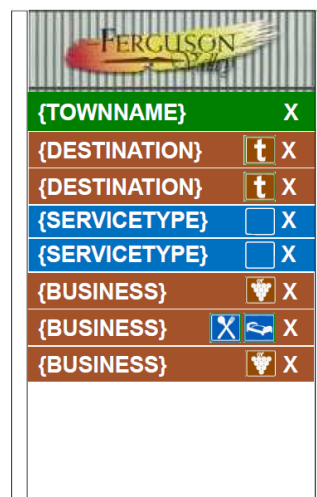 FERGUSON
Valley
{TOWNNAME} X
{DESTINATION} t X
{DESTINATION} t X
{SERVICETYPE} X
{SERVICETYPE} X
{BUSINESS} X
{BUSINESS} X
{BUSINESS} X